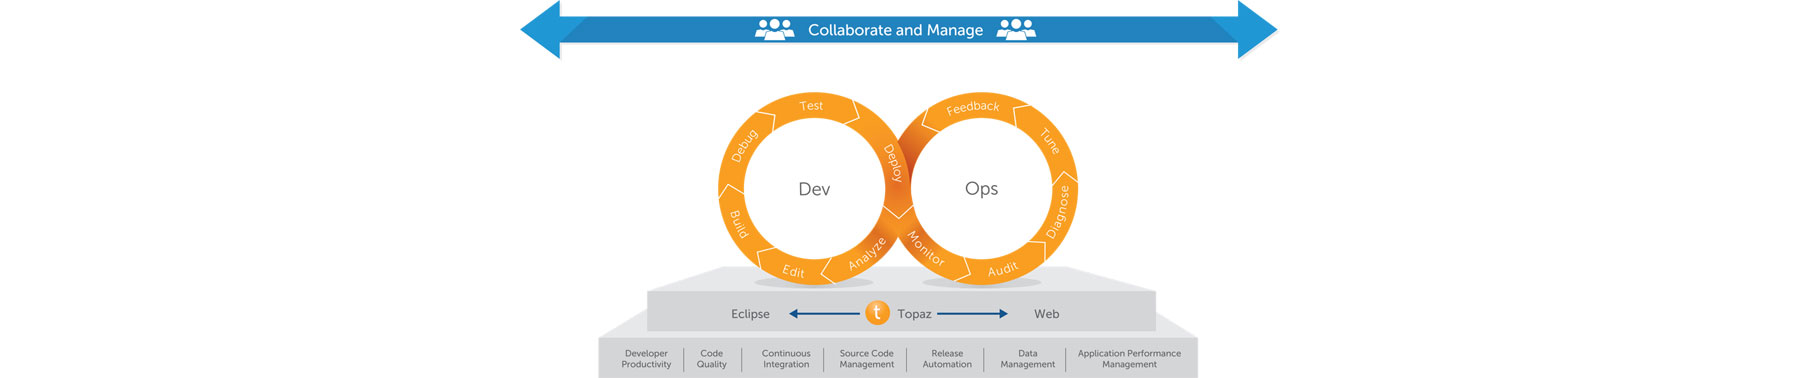 Collaborate and Manage
Test
Debug
Deploy
Build
Edit
Analyze
Dev
Feedback
Tune
Diagnose
Audit
Monitor
Ops
Eclipse
t
Topaz
Web
Developer
Productivity
Code
Quality
Continuous
Integration
Source Code
Management
Release
Automation
Data
Management
Application Performance
Management